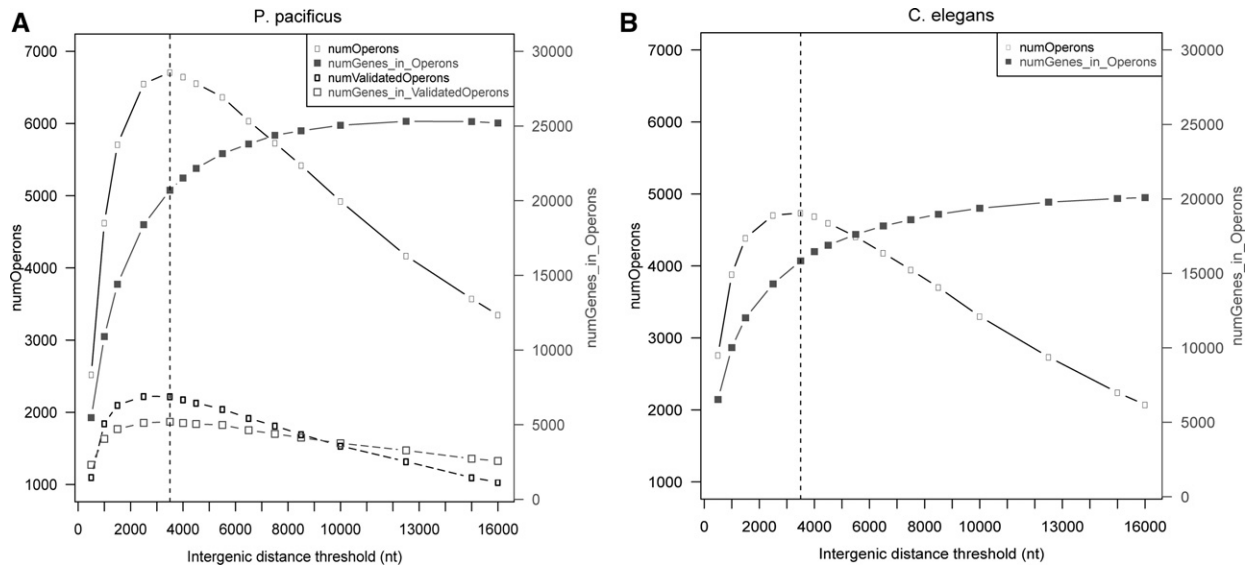 A
P. pacificus
numOperons
numGenes_in_Operons
numValidatedOperons
numGenes_in_ValidatedOperons
7000
6000
5000
4000
3000
2000
1000
numOperons
30000
25000
20000
15000
10000
5000
0
numGenes_in_Operons
0
2000
4000
6000
8000
10000
13000
16000
Intergenic distance threshold (nt)
B
C. elegans
numOperons
numGenes_in_Operons
7000
6000
5000
4000
3000
2000
1000
numOperons
30000
25000
20000
15000
10000
5000
0
numGenes_in_Operons
0
2000
4000
6000
8000
10000
13000
16000
Intergenic distance threshold (nt)